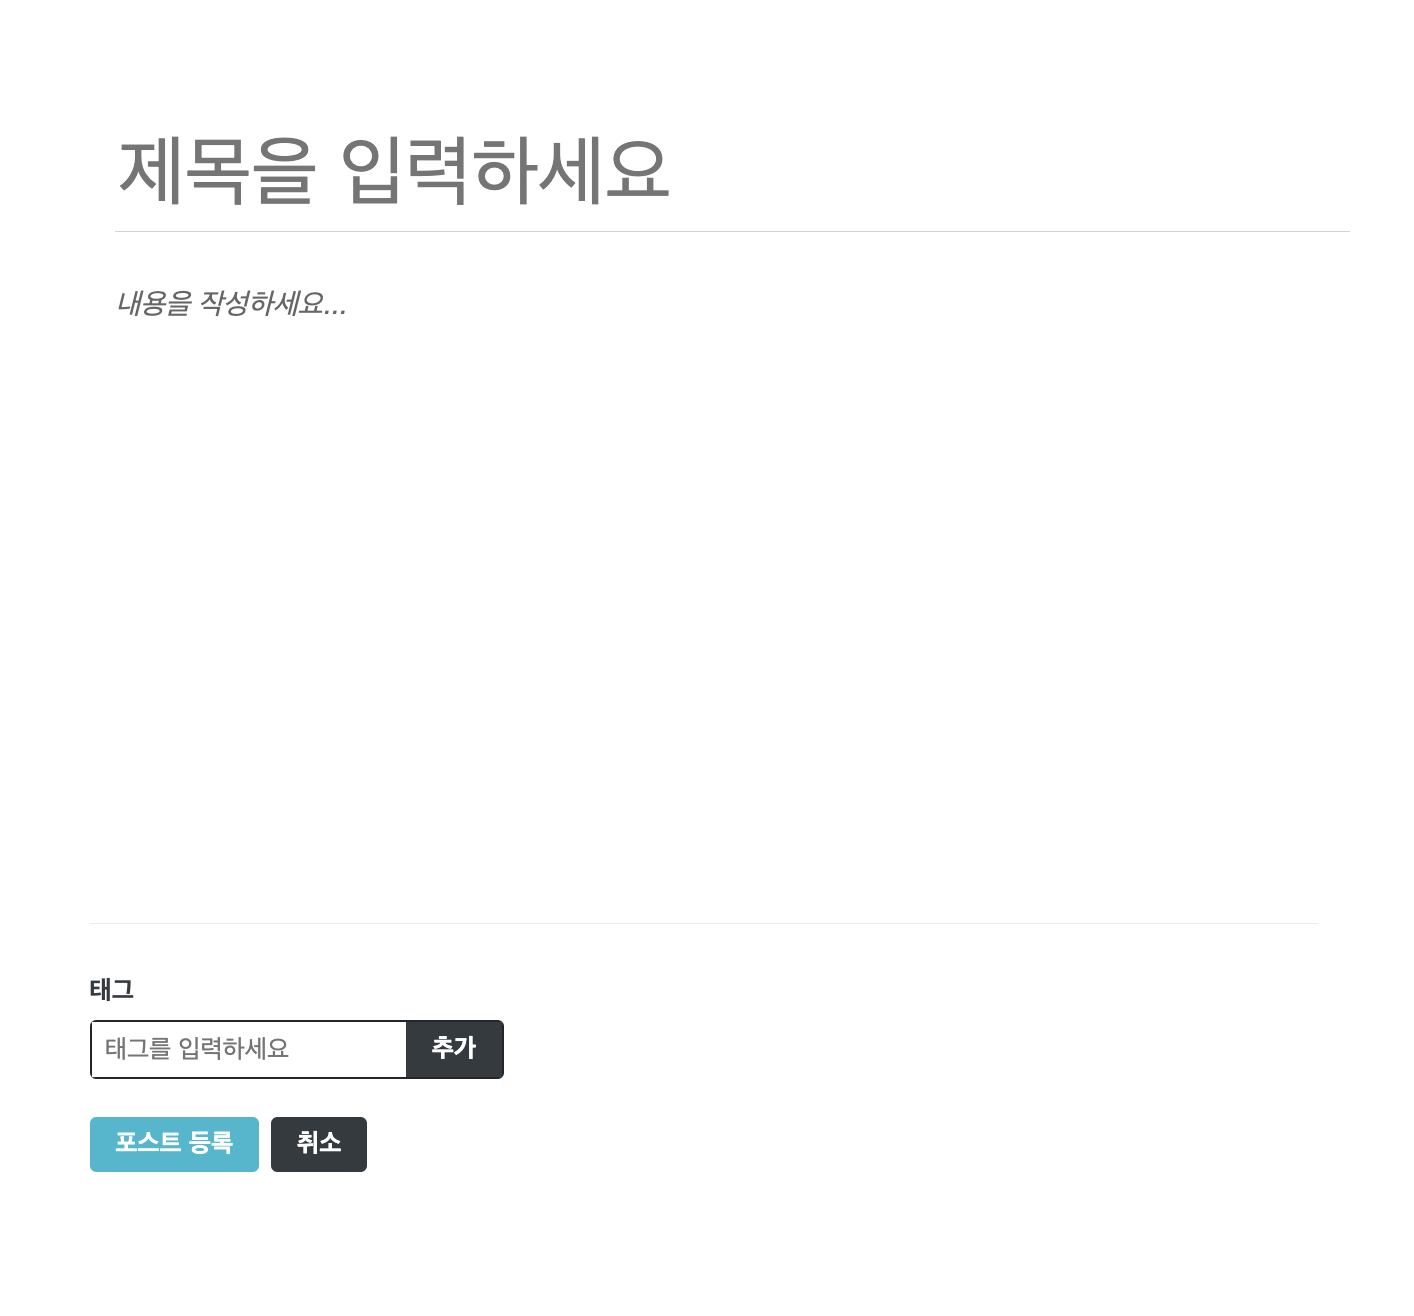 제목을 입력하세요
내용을 작성하세요...
태그
태그를 입력하세요 추가
포스트 등록 취소